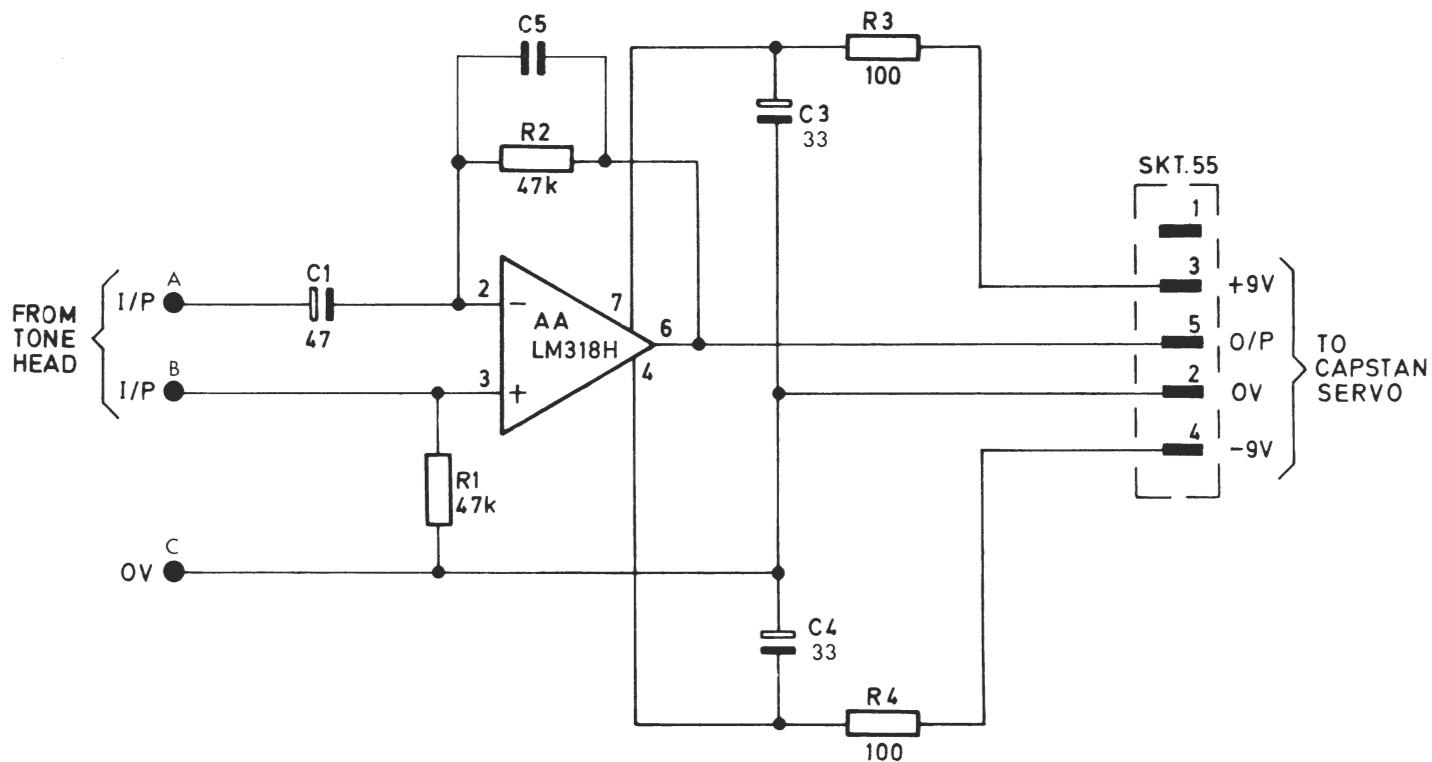 C5
R3
100
C3
33
R2
47k
SKT.55
1
3
+9V
5
O/P
2
0V
4
-9V
TO
CAPSTAN
SERVO
FROM
TONE
HEAD
I/P
A
C1
47
I/P
B
2
-
3
+
AA
LM318H
7
6
4
R1
47k
0V
C
C4
33
R4
100